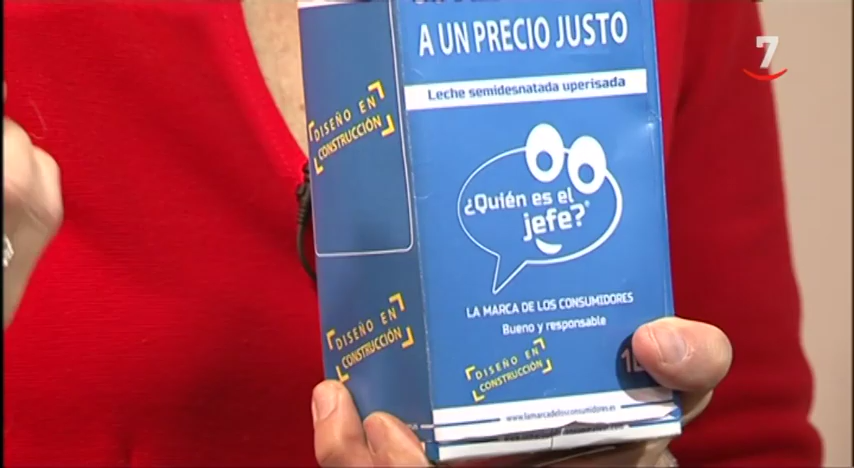 A UN PRECIO JUSTO
Leche semidesnatada uperisada
¿Quién es el
jefe?®
LA MARCA DE LOS CONSUMIDORES
Bueno y responsable
DISEÑO EN
CONSTRUCCIÓN
www.lamarcadelosconsumidores.es
DISEÑO EN
CONSTRUCCIÓN
DISEÑO EN
CONSTRUCCIÓN
7